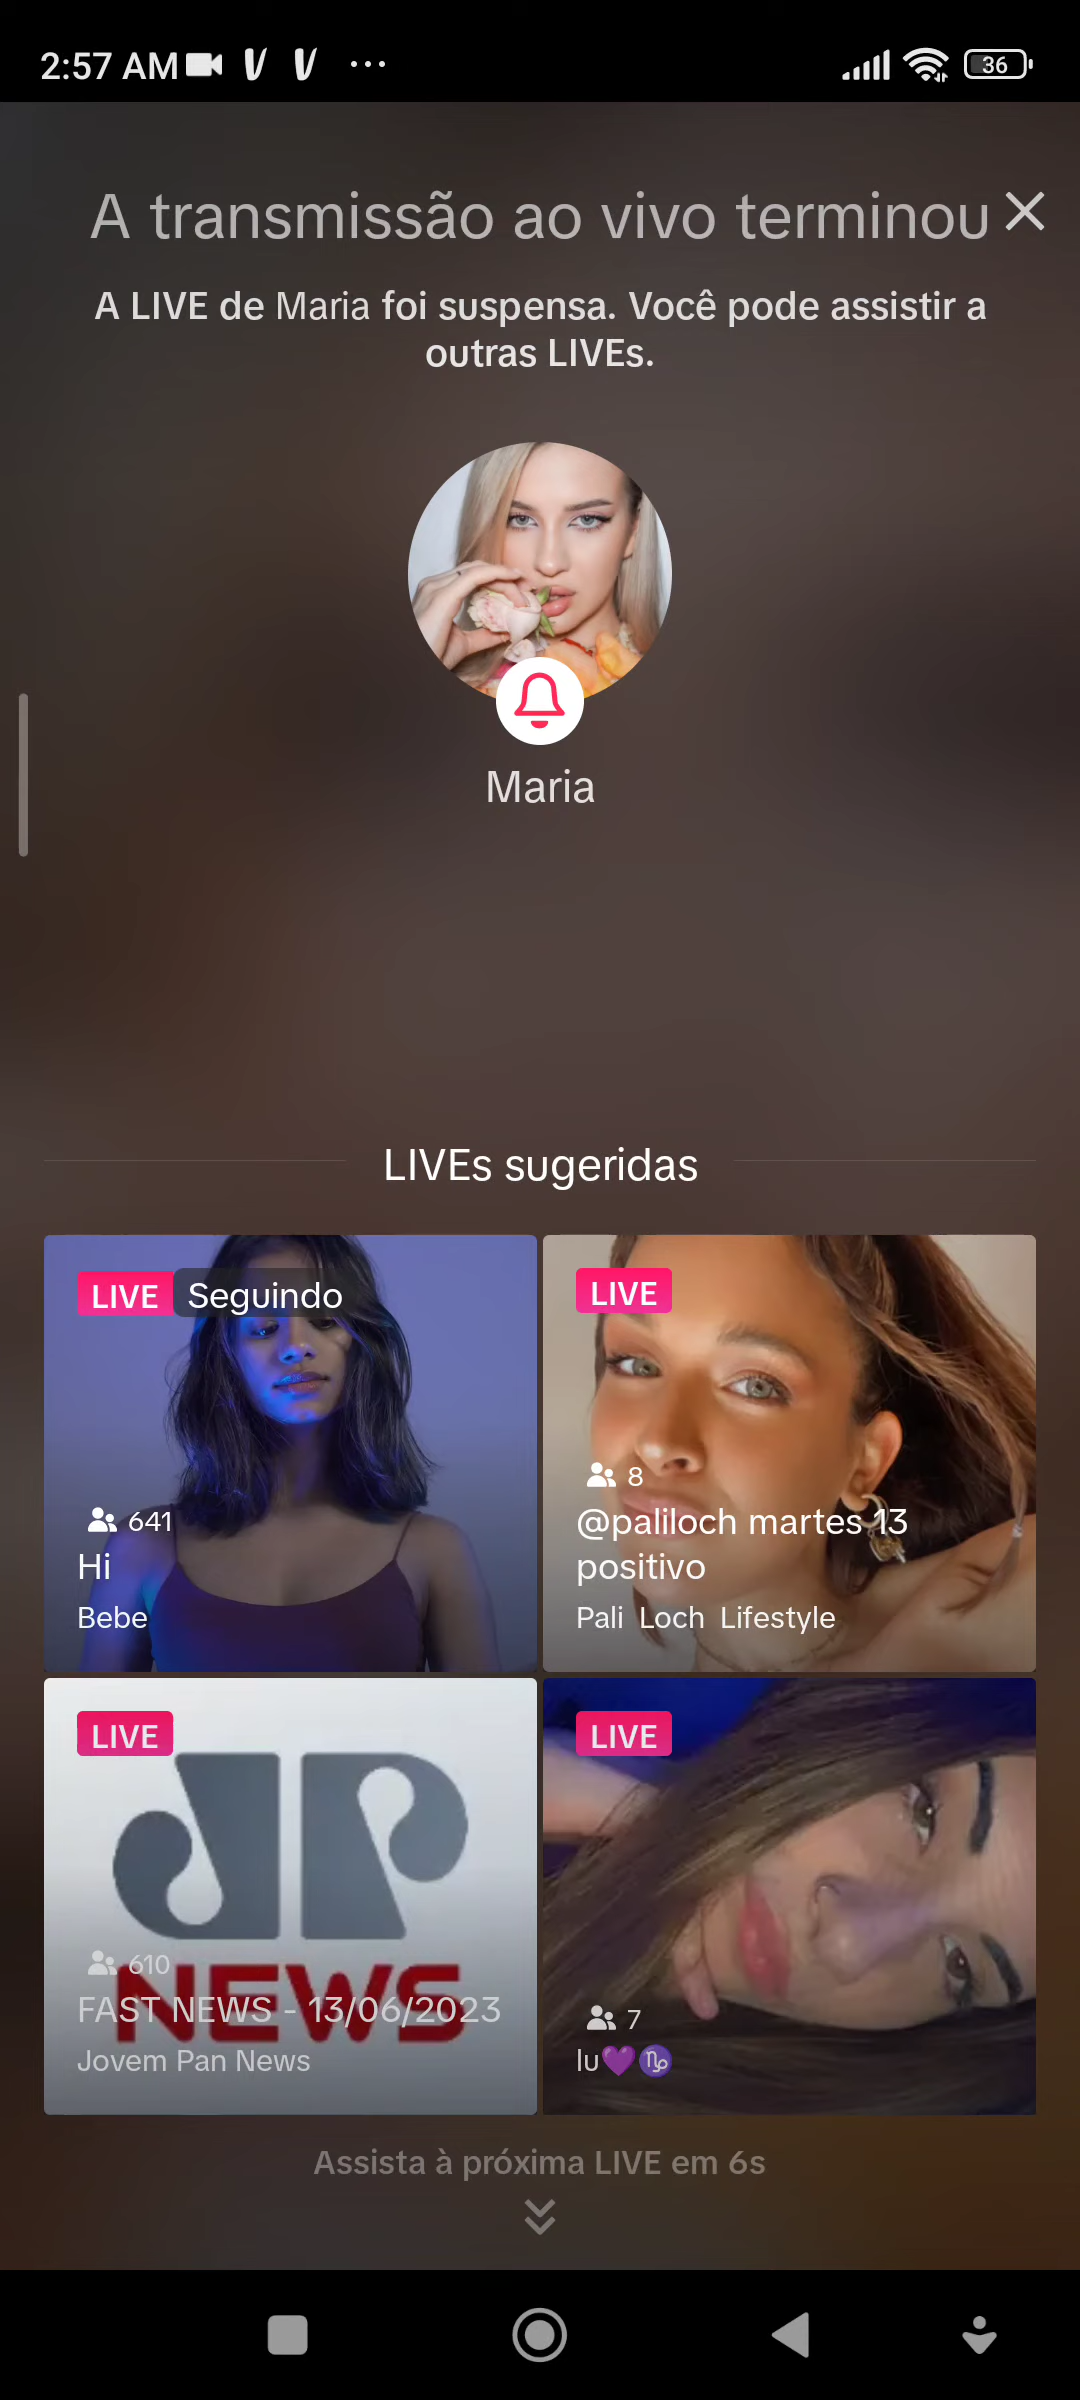 2:57 AM
36
A transmissão ao vivo terminou
A LIVE de Maria foi suspensa. Você pode assistir a
outras LIVEs.
Maria
LIVEs sugeridas
LIVE Seguindo
641
Hi
Bebe
LIVE
8
@paliloch martes 13
positivo
Pali Loch Lifestyle
LIVE
JP
NEWS
610
FAST NEWS - 13/06/2023
Jovem Pan News
LIVE
7
lu💜♑
Assista à próxima LIVE em 6s